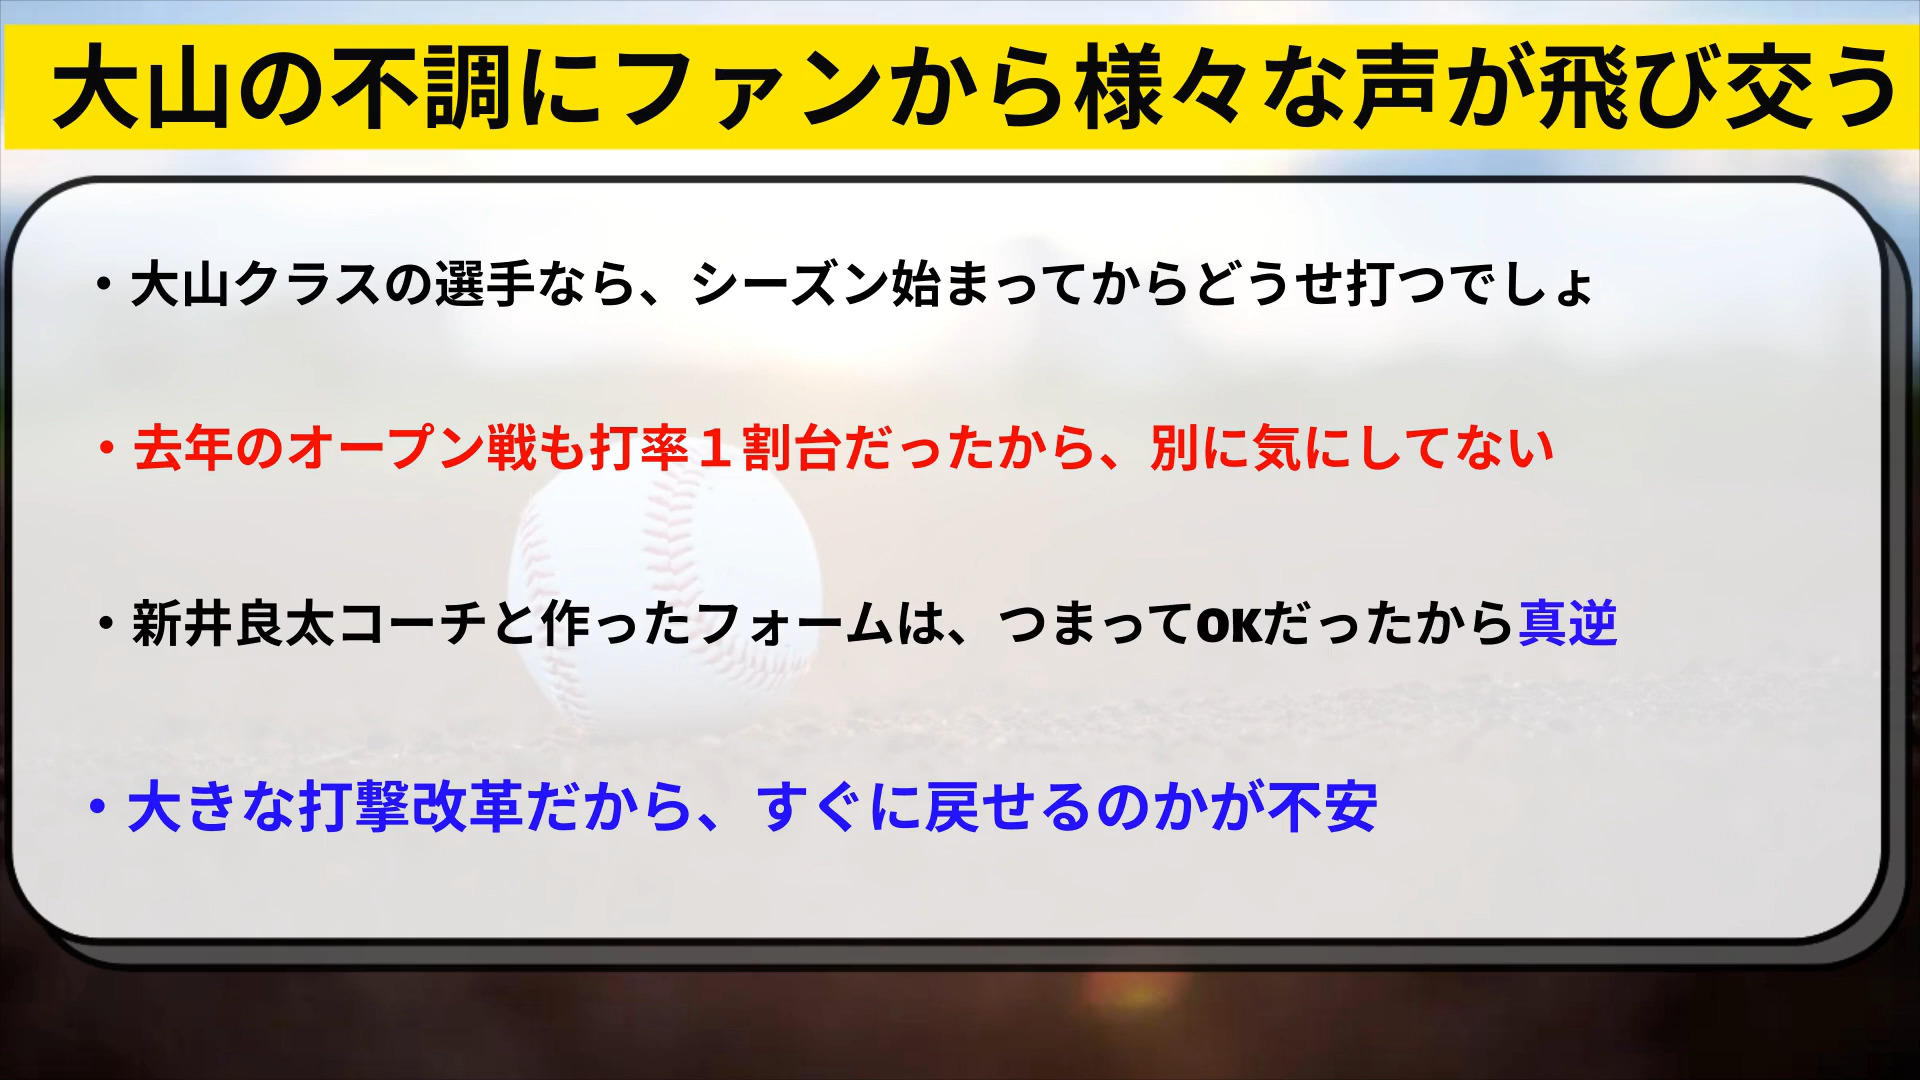 大山の不調にファンから様々な声が飛び交う
・大山クラスの選手なら、シーズン始まってからどうせ打つでしょ
・去年のオープン戦も打率１割台だったから、別に気にしてない
・新井良太コーチと作ったフォームは、つまってOKだったから真逆
・大きな打撃改革だから、すぐに戻せるのかが不安